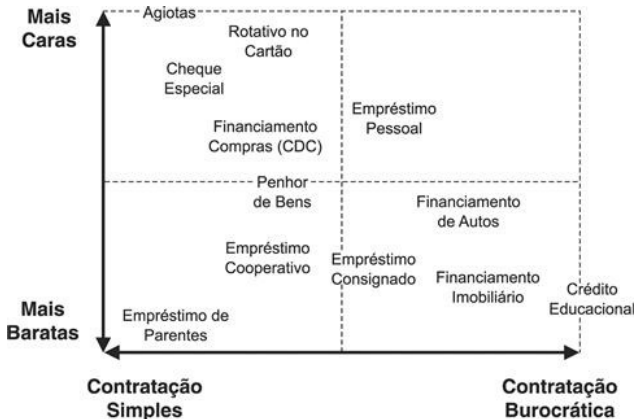 Mais
Caras
Agiotas
Rotativo no
Cartão
Cheque
Especial
Empréstimo
Pessoal
Financiamento
Compras (CDC)
Penhor
de Bens
Financiamento
de Autos
Empréstimo
Cooperativo
Empréstimo
Consignado
Financiamento
Imobiliário
Crédito
Educacional
Mais
Baratas
Empréstimo de
Parentes
Contratação
Simples
Contratação
Burocrática